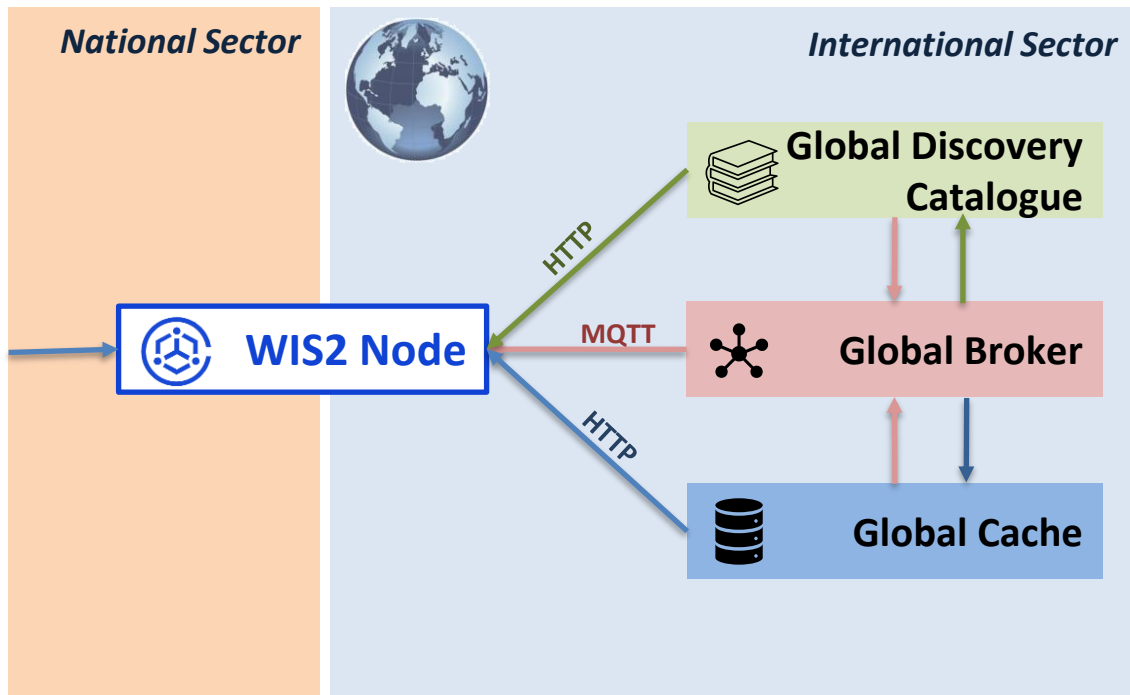 National Sector
International Sector
Global Discovery
Catalogue
HTTP
WIS2 Node
MQTT
Global Broker
HTTP
Global Cache